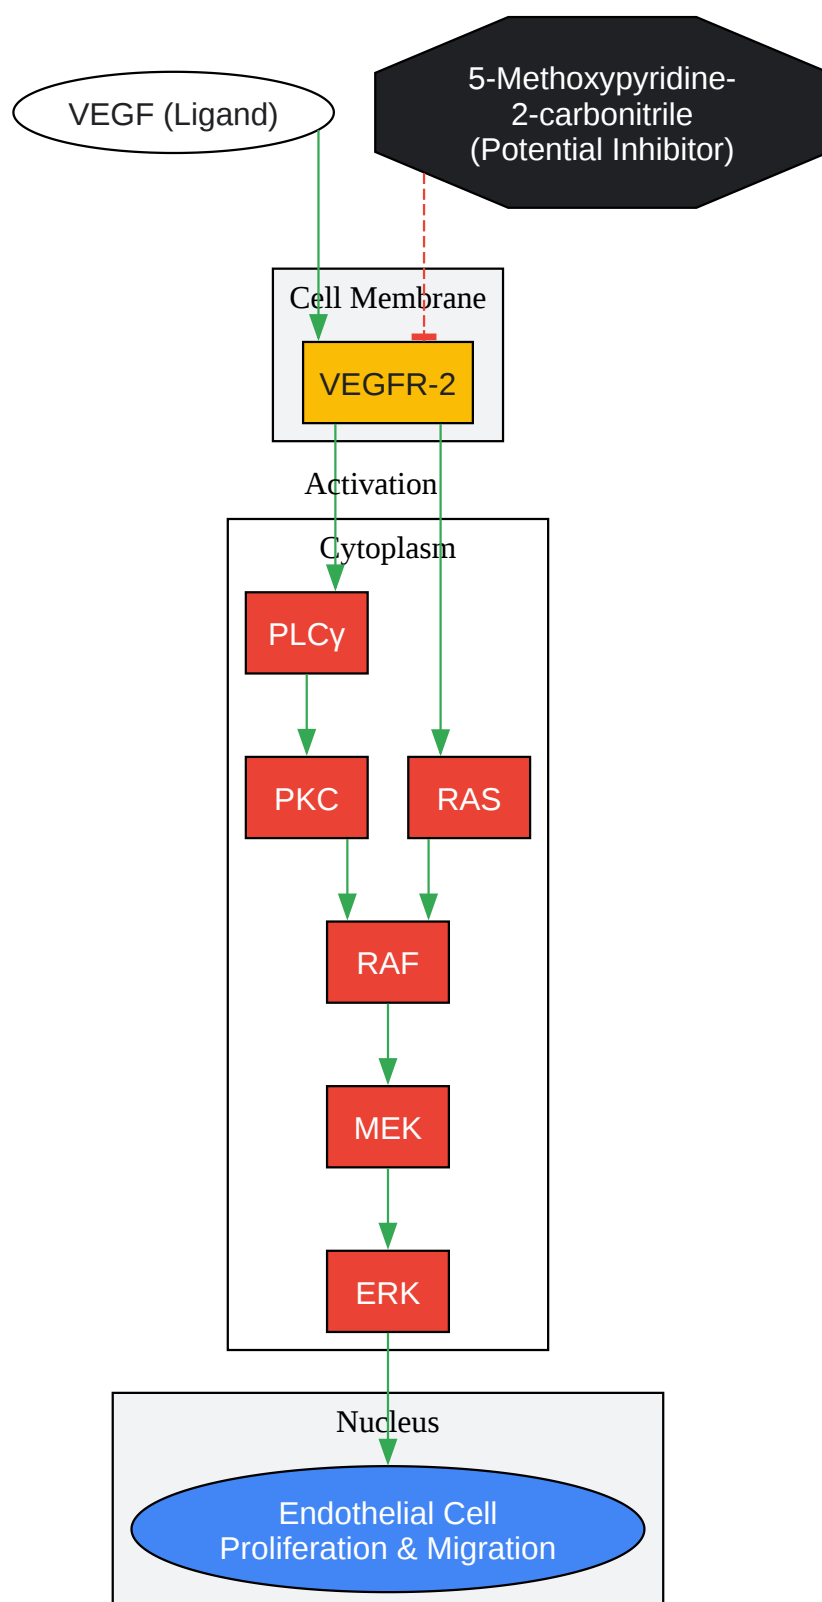 VEGF (Ligand)
5-Methoxypyridine-
2-carbonitrile
(Potential Inhibitor)
Cell Membrane
VEGFR-2
Activation
Cytoplasm
PLCγ
PKC
RAS
RAF
MEK
ERK
Nucleus
Endothelial Cell
Proliferation & Migration